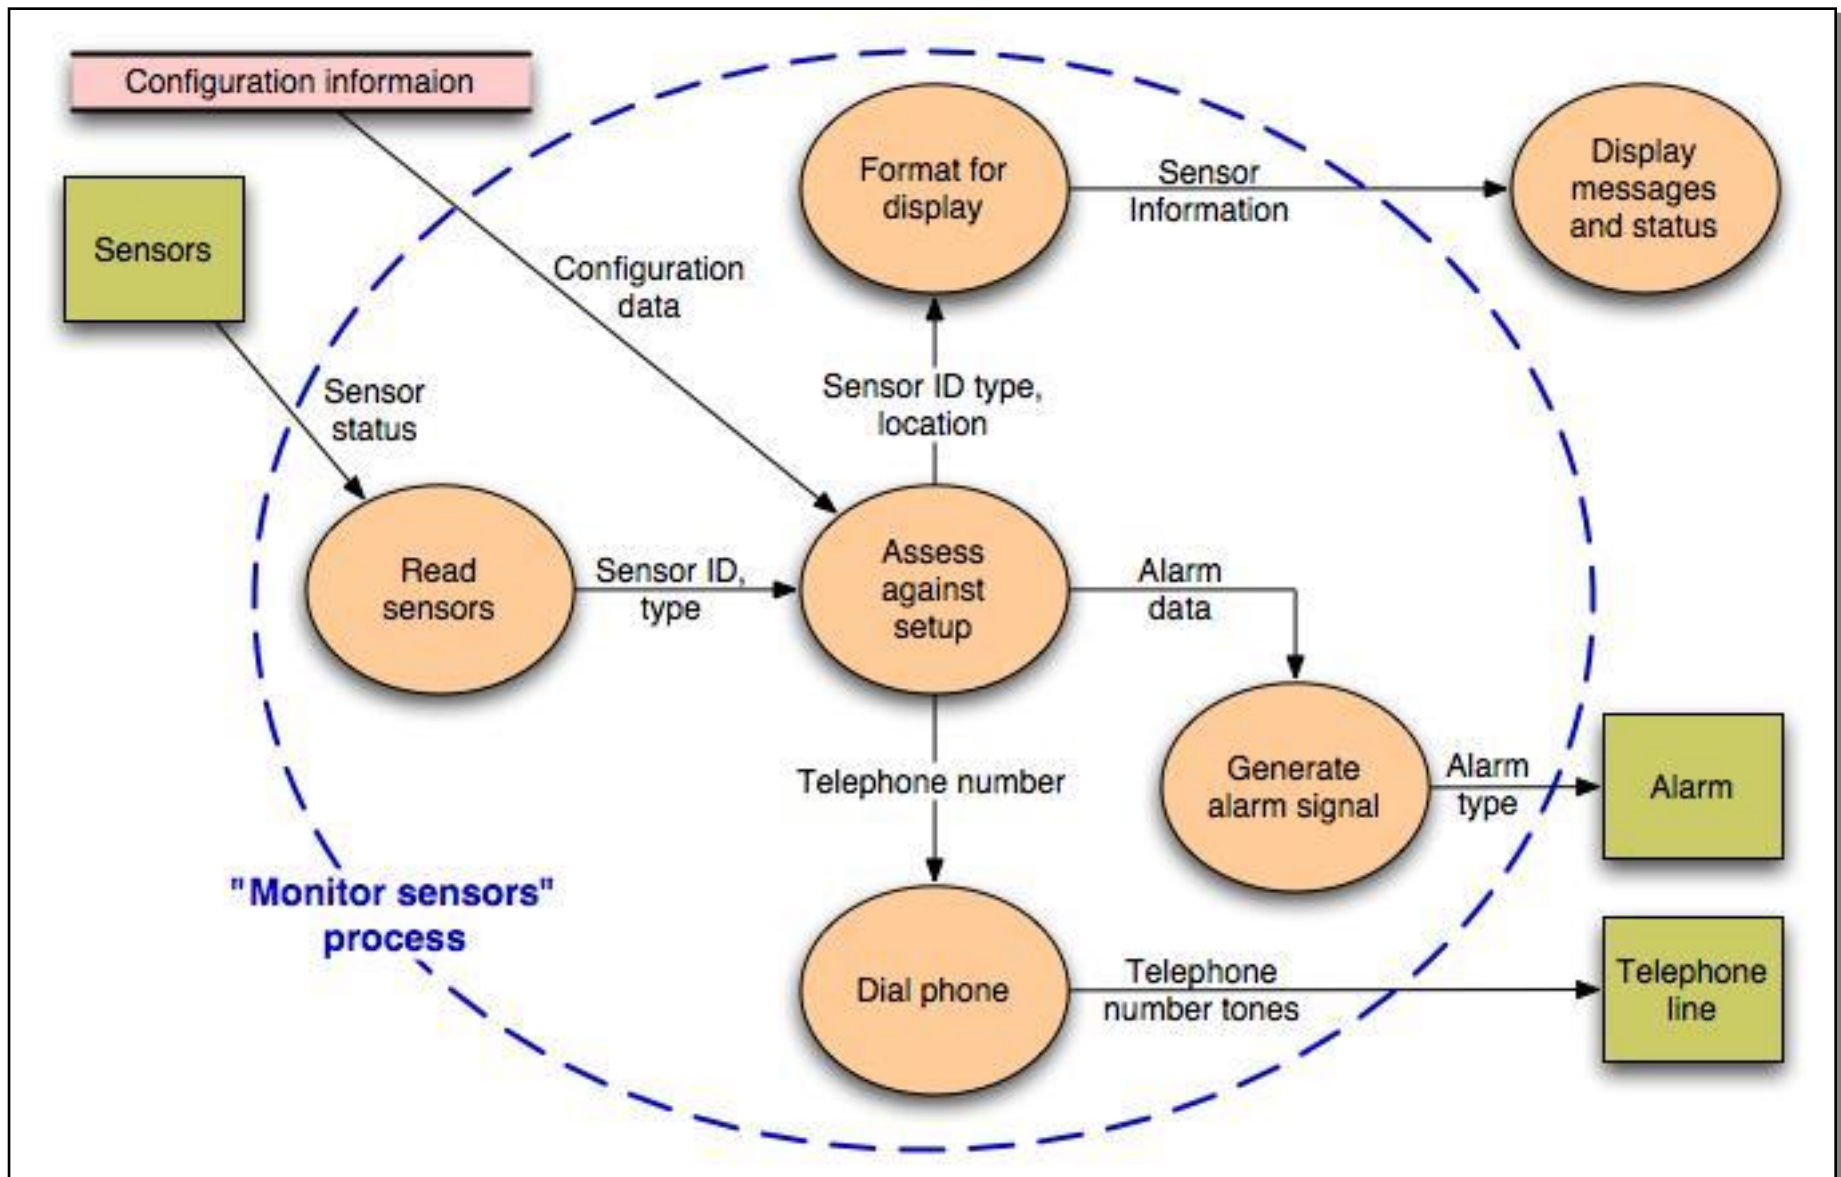 Configuration informaion
Sensors
Format for
display
Sensor
Information
Display
messages
and status
Configuration
data
Sensor
status
Sensor ID type,
location
Read
sensors
Sensor ID,
type
Assess
against
setup
Alarm
data
Telephone number
Generate
alarm signal
Alarm
type
Alarm
"Monitor sensors"
process
Dial phone
Telephone
number tones
Telephone
line